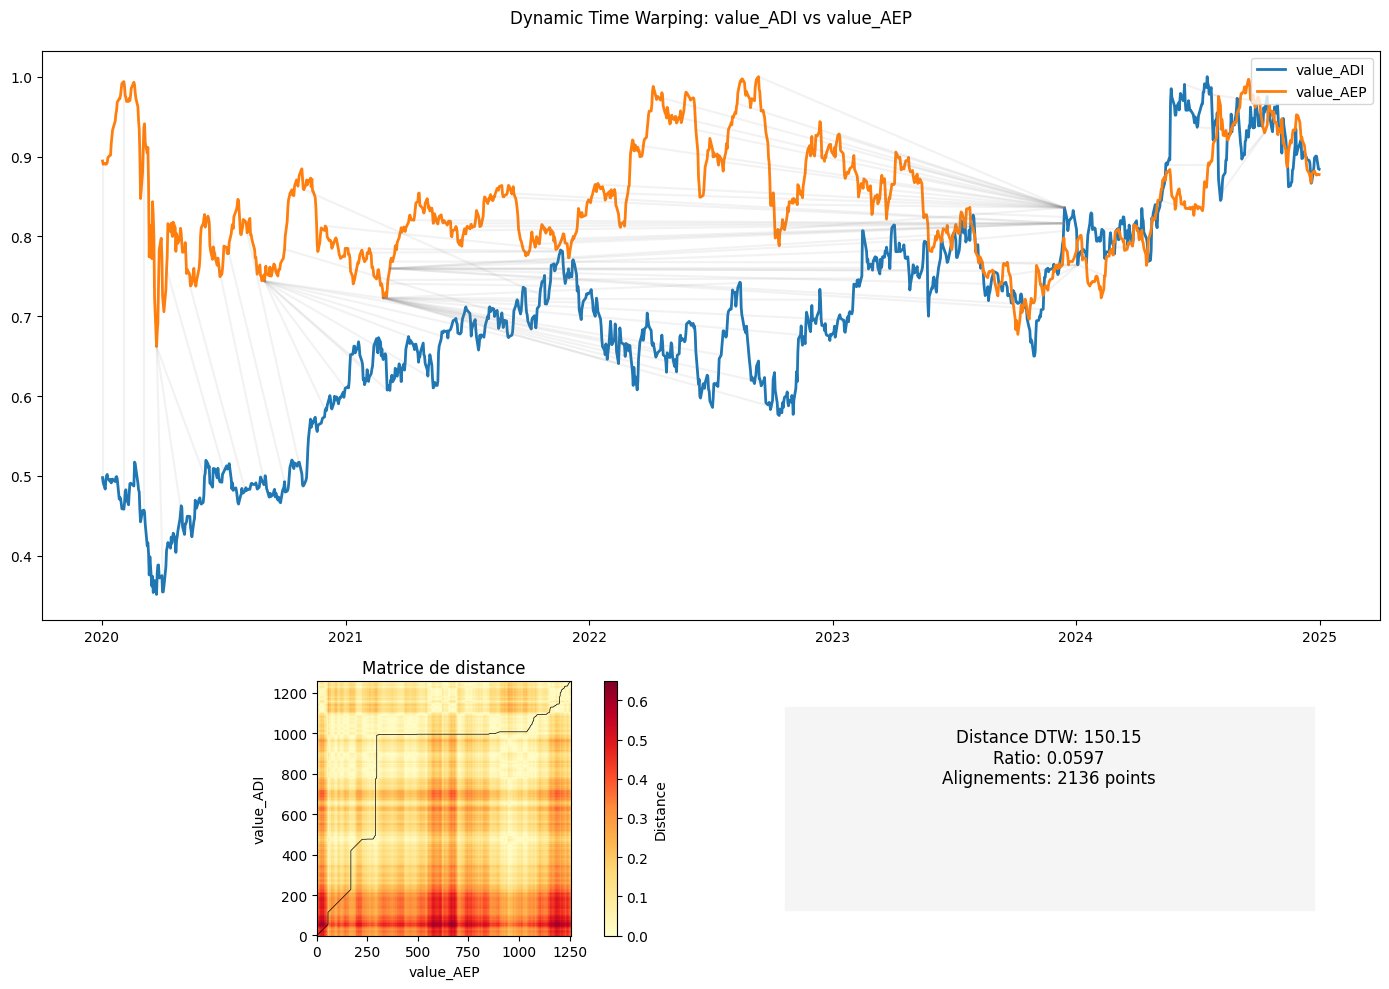 Dynamic Time Warping: value_ADI vs value_AEP
value_ADI
value_AEP
1.0
0.9
0.8
0.7
0.6
0.5
0.4
2020 2021 2022 2023 2024 2025
Matrice de distance
value_ADI
1200
1000
800
600
400
200
0
0 250 500 750 1000 1250
value_AEP
0.6
0.5
0.4
0.3
0.2
0.1
0.0
Distance
Distance DTW: 150.15
Ratio: 0.0597
Alignements: 2136 points